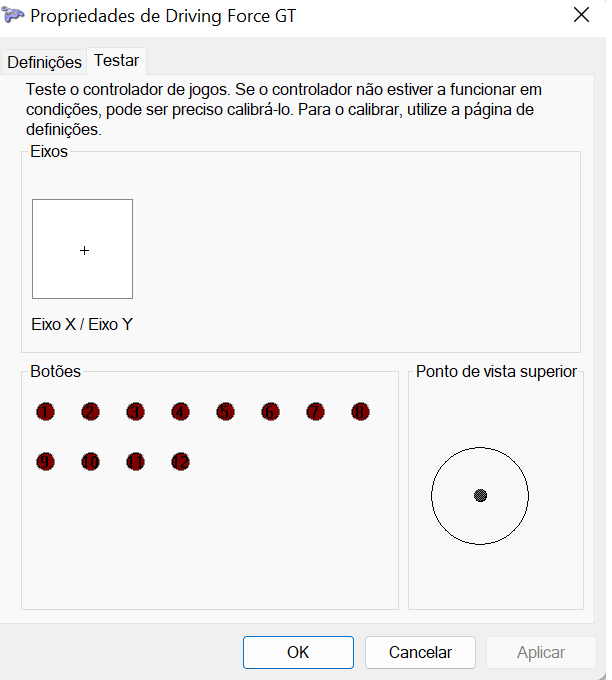 Propriedades de Driving Force GT
Definições
Testar
Teste o controlador de jogos. Se o controlador não estiver a funcionar em
condições, pode ser preciso calibrá-lo. Para o calibrar, utilize a página de
definições.
Eixos
Eixo X / Eixo Y
Botões
1 2 3 4 5 6 7 8
9 10 11 12
Ponto de vista superior
OK
Cancelar
Aplicar